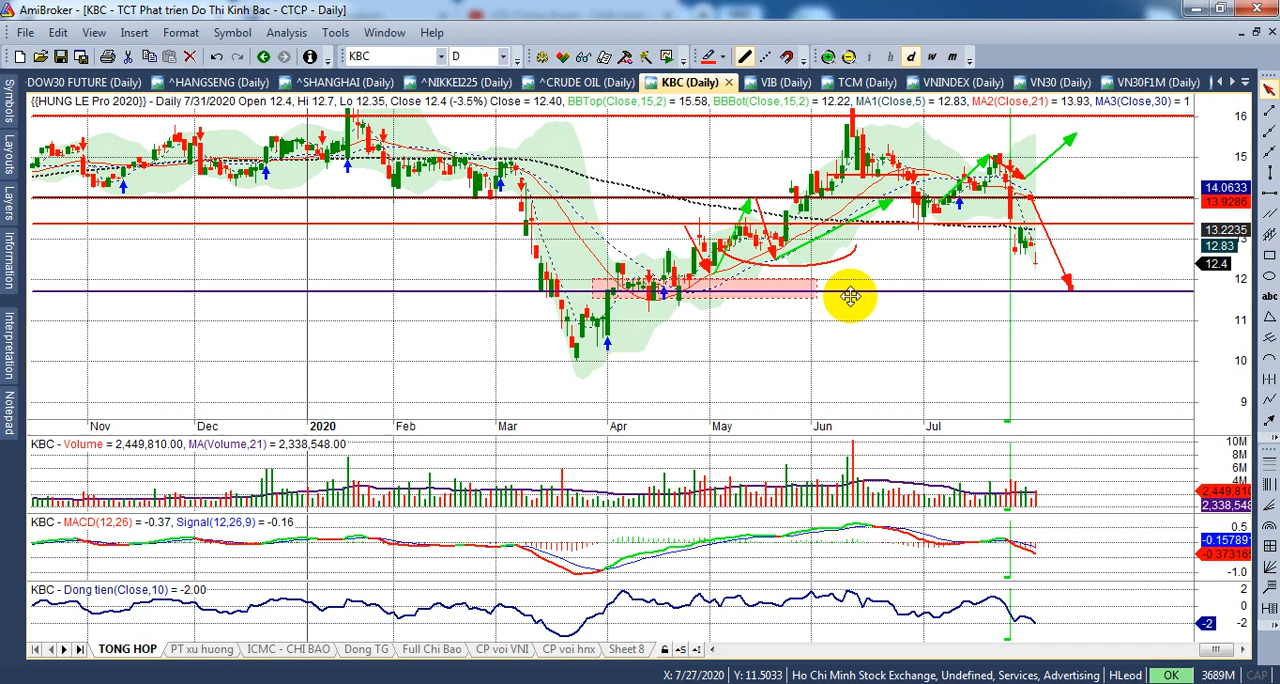 AmiBroker - [KBC - TCT Phat trien Do Thi Kinh Bac - CTCP - Daily]
File Edit View Insert Format Symbol Analysis Tools Window Help
KBC D i h d w m
DOW30 FUTURE (Daily) ^HANGSENG (Daily) ^SHANGHAI (Daily) ^NIKKEI225 (Daily) ^CRUDE OIL (Daily) KBC (Daily) VIB (Daily) TCM (Daily) VNINDEX (Daily) VN30 (Daily) VN30F1M (Daily)
{{HUNG LE Pro 2020}} - Daily 7/31/2020 Open 12.4, Hi 12.7, Lo 12.35, Close 12.4 (-3.5%) Close = 12.40, BBTop(Close,15,2) = 15.58, BBBot(Close,15,2) = 12.22, MA1(Close,5) = 12.83, MA2(Close,21) = 13.93, MA3(Close,30) = 1
Symbols
Layouts
Layers
Information
Interpretation
Notepad
abc
16
15
14.0633
13.9286
13.2235
12.83
12.4
12
11
10
9
Nov Dec 2020 Feb Mar Apr May Jun Jul
KBC - Volume = 2,449,810.00, MA(Volume,21) = 2,338,548.00
10M
8M
6M
4M
2,449,810
2,338,548
KBC - MACD(12,26) = -0.37, Signal(12,26,9) = -0.16
0.5
-0.15789
-0.373165
-1.0
KBC - Dong tien(Close,10) = -2.00
2
0
-2
-2
TONG HOP PT xu huong ICMC - CHI BAO Dong TG Full Chi Bao CP voi VNI CP voi hnx Sheet 8
X: 7/27/2020 Y: 11.5033 Ho Chi Minh Stock Exchange, Undefined, Services, Advertising HLeod OK 3689M CAP